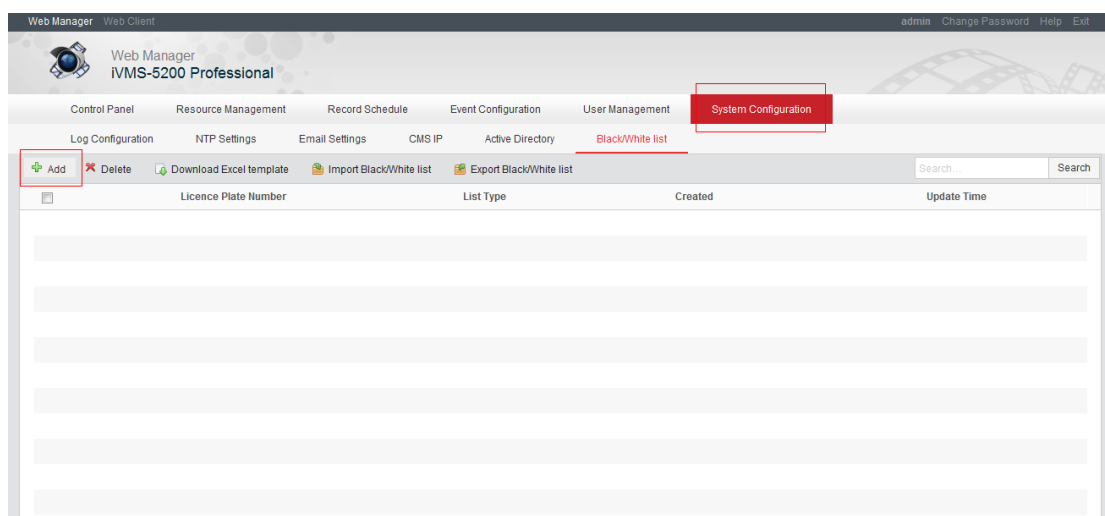 Web Manager Web Client admin Change Password Help Exit
Web Manager
iVMS-5200 Professional
Control Panel Resource Management Record Schedule Event Configuration User Management System Configuration
Log Configuration NTP Settings Email Settings CMS IP Active Directory Black/White list
Add Delete Download Excel template Import Black/White list Export Black/White list Search... Search
Licence Plate Number List Type Created Update Time